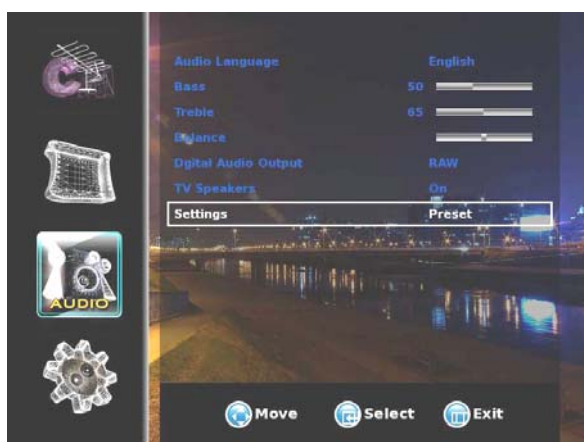 Audio Language English
Bass 50
Treble 65
Balance
Dgital Audio Output RAW
TV Speakers On
Settings Preset
AUDIO
Move Select Exit